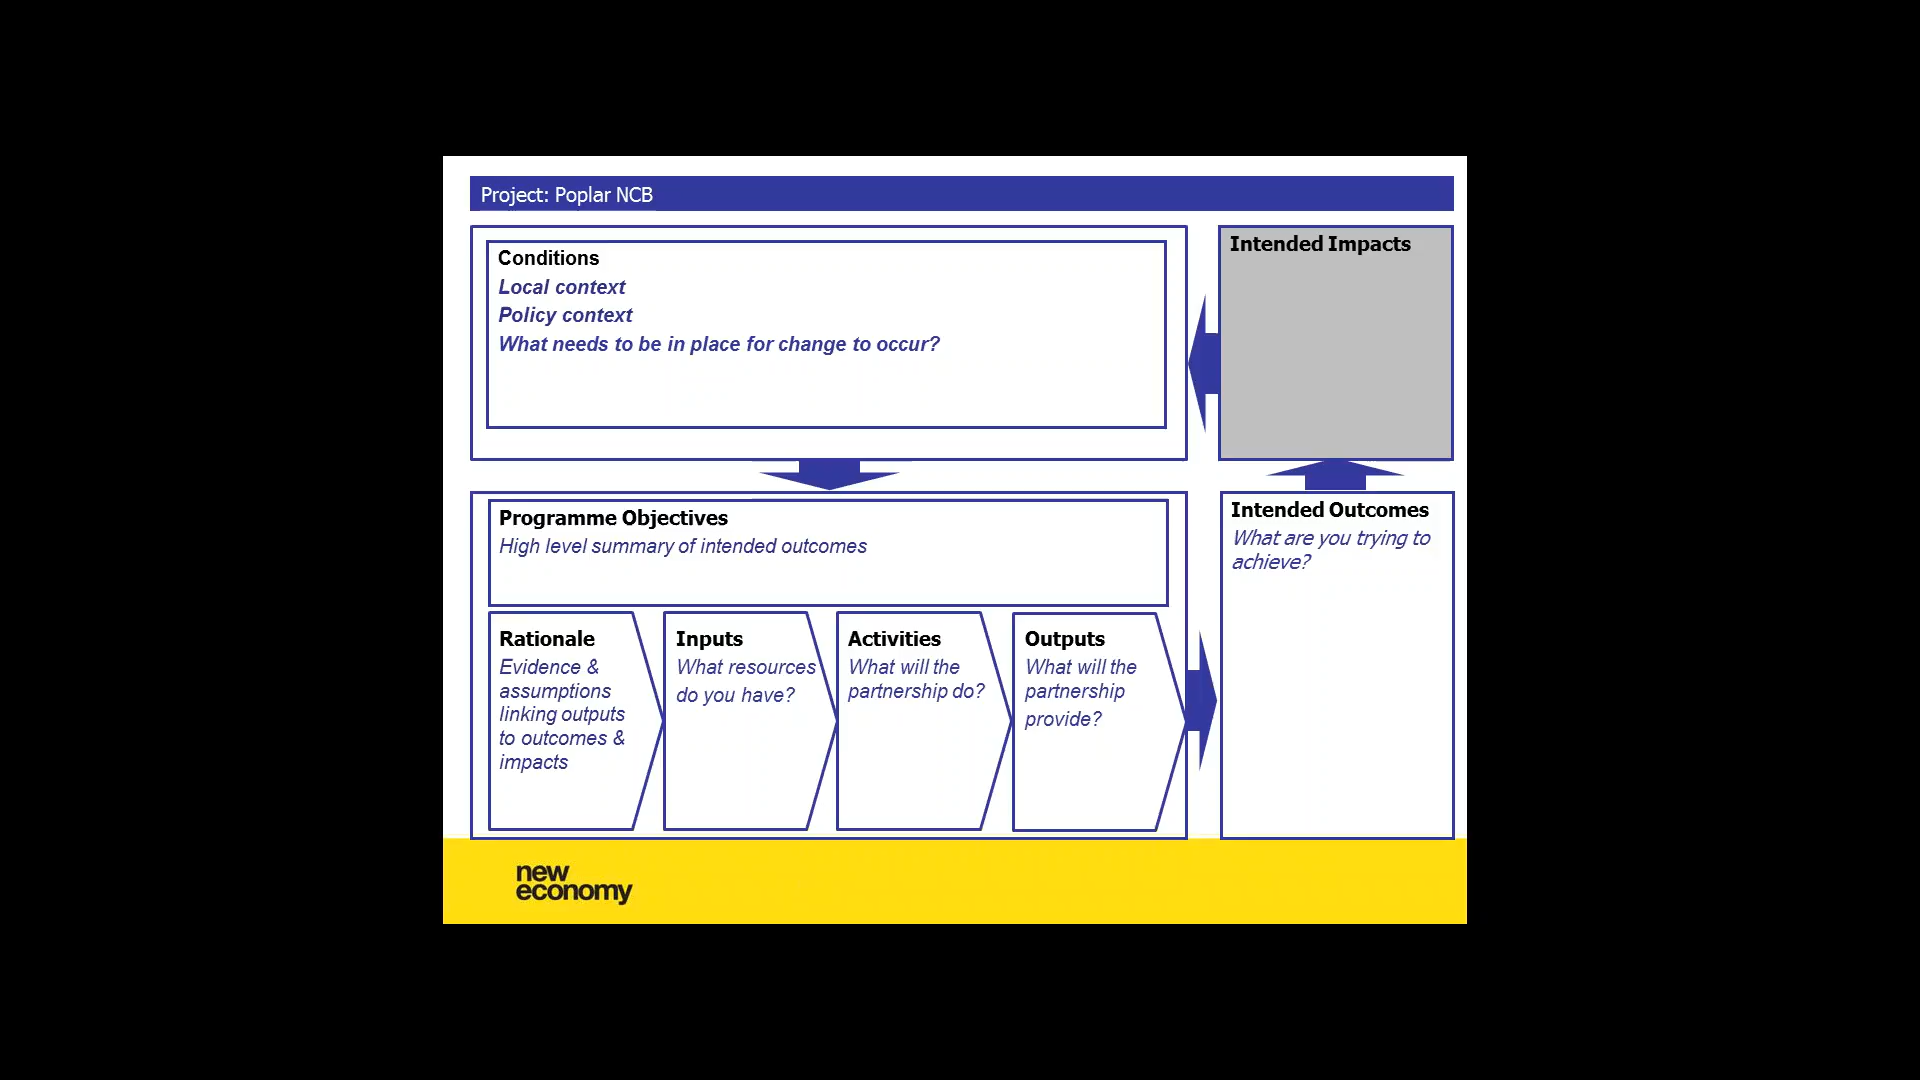 Project: Poplar NCB
Conditions
Local context
Policy context
What needs to be in place for change to occur?
Intended Impacts
Programme Objectives
High level summary of intended outcomes
Rationale
Evidence &
assumptions
linking outputs
to outcomes &
impacts
Inputs
What resources
do you have?
Activities
What will the
partnership do?
Outputs
What will the
partnership
provide?
Intended Outcomes
What are you trying to
achieve?
new
economy